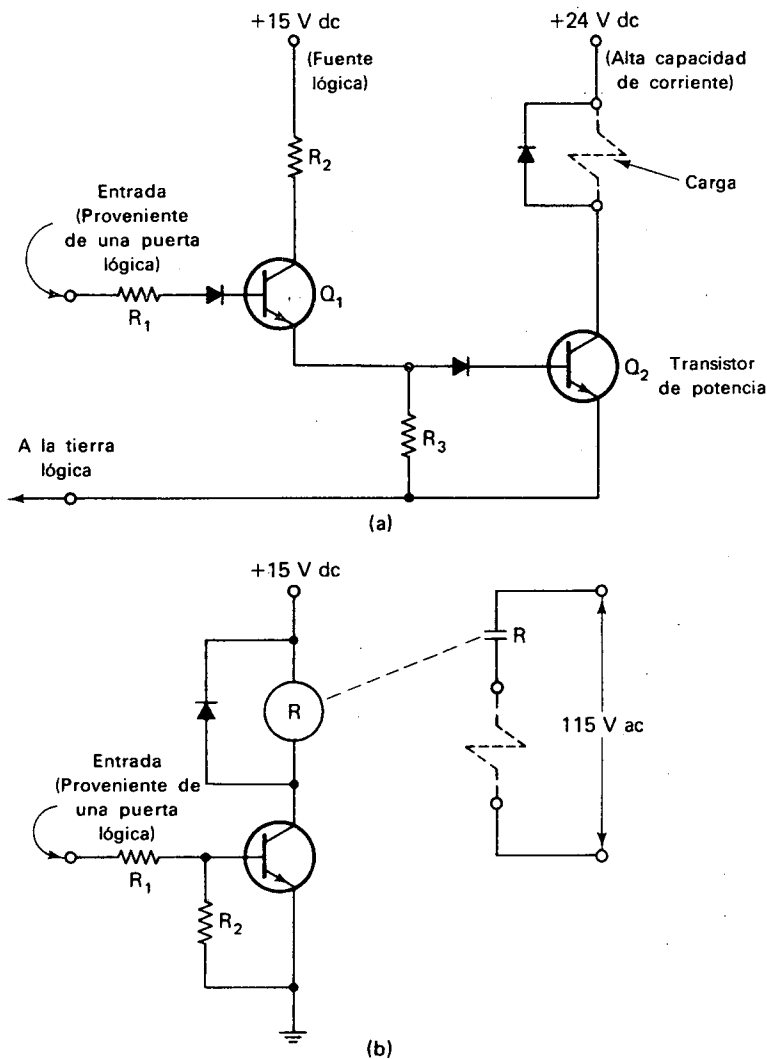 +15 V dc
(Fuente
lógica)
+24 V dc
(Alta capacidad
de corriente)
R2
Carga
Entrada
(Proveniente
de una puerta
lógica)
R1
Q1
Q2
Transistor
de potencia
R3
A la tierra
lógica
(a)
+15 V dc
R
R
115 V ac
Entrada
(Proveniente de
una puerta
lógica)
R1
R2
(b)